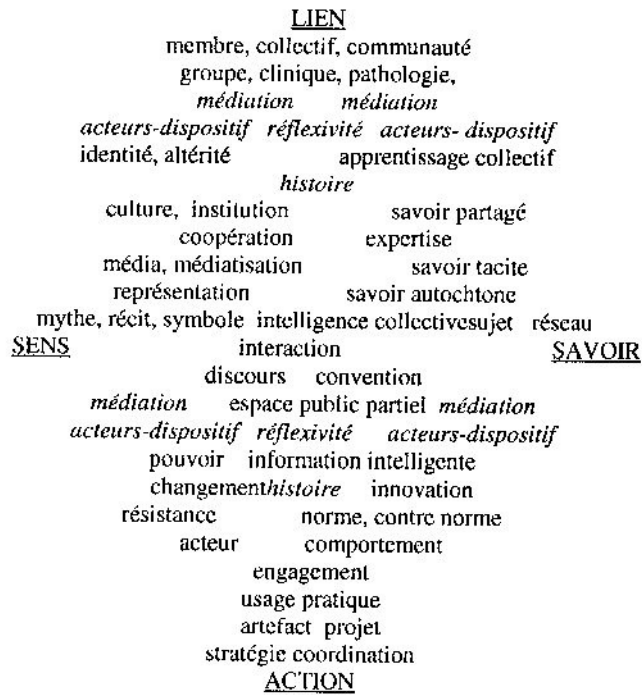 LIEN
membre, collectif, communauté
groupe, clinique, pathologie,
médiation médiation
acteurs-dispositif réflexivité acteurs- dispositif
identité, altérité apprentissage collectif
histoire
culture, institution savoir partagé
coopération expertise
média, médiatisation savoir tacite
représentation savoir autochtone
mythe, récit, symbole intelligence collectivesujet réseau
SENS interaction SAVOIR
discours convention
médiation espace public partiel médiation
acteurs-dispositif réflexivité acteurs-dispositif
pouvoir information intelligente
changementhistoire innovation
résistance norme, contre norme
acteur comportement
engagement
usage pratique
artefact projet
stratégie coordination
ACTION